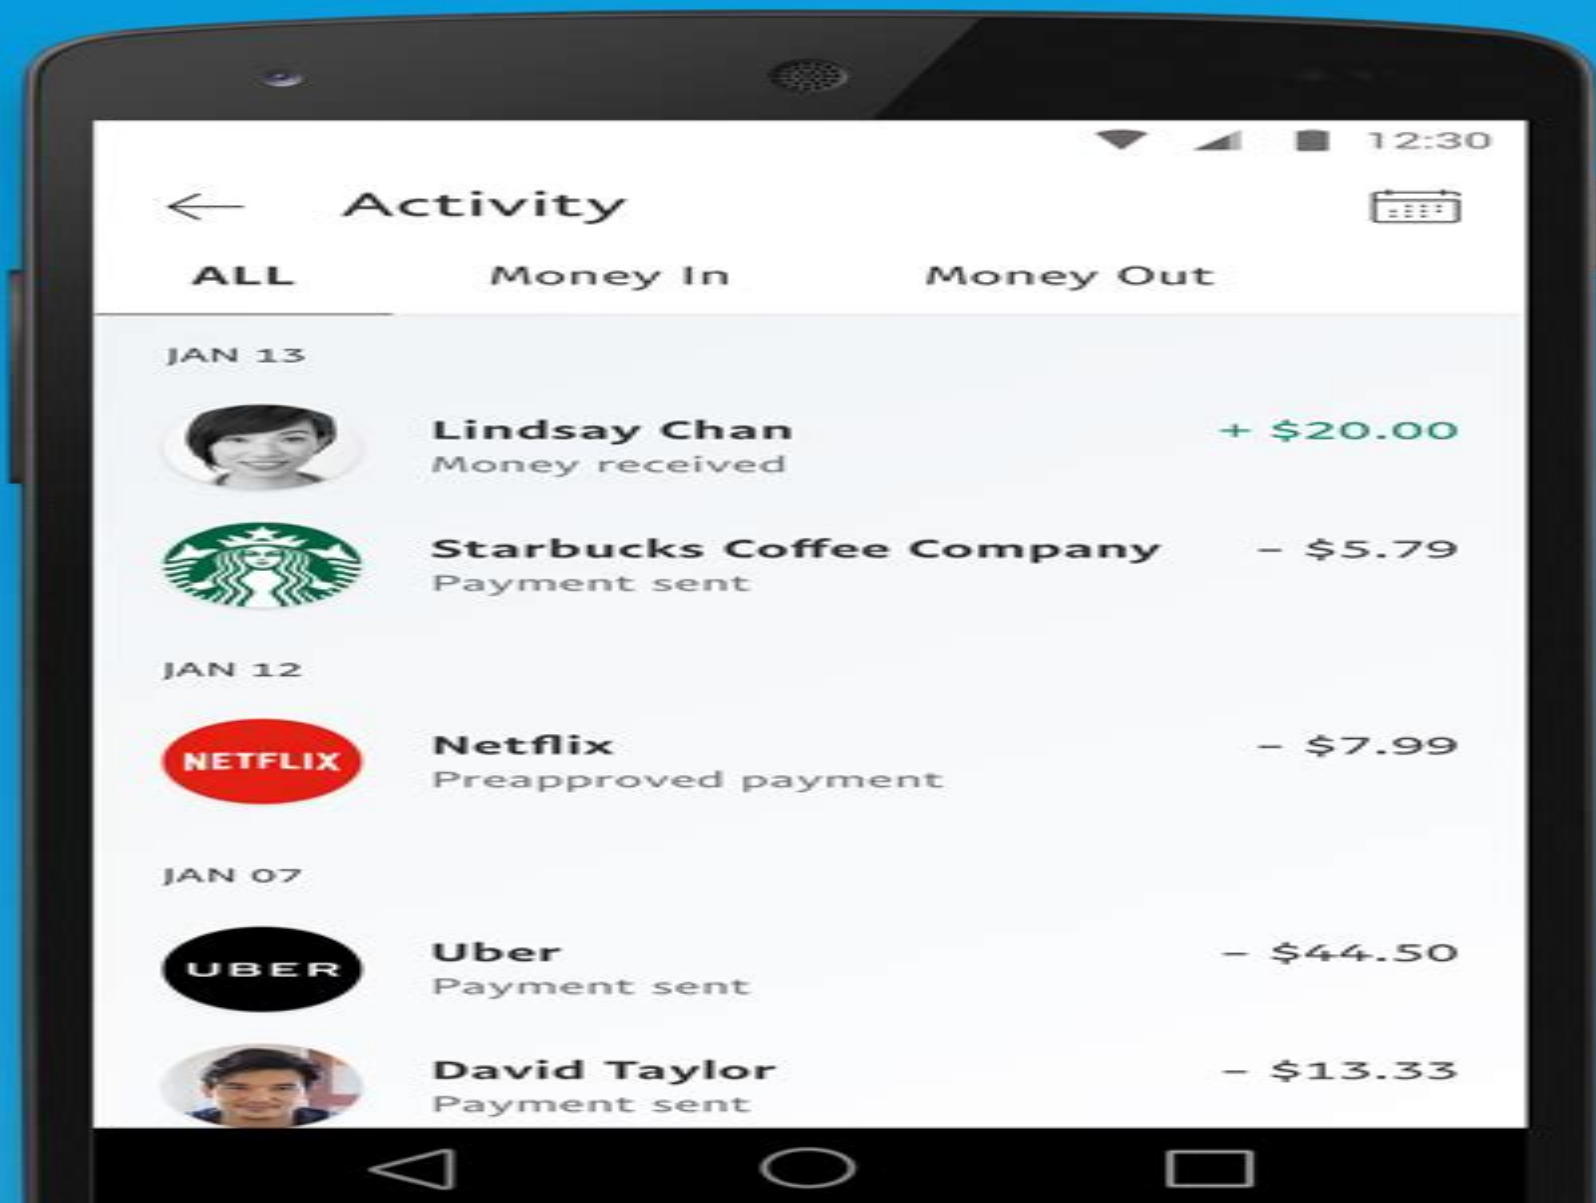 12:30
Activity
ALL Money In Money Out
JAN 13
Lindsay Chan + $20.00
Money received
Starbucks Coffee Company – $5.79
Payment sent
JAN 12
NETFLIX
Netflix – $7.99
Preapproved payment
JAN 07
UBER
Uber – $44.50
Payment sent
David Taylor – $13.33
Payment sent